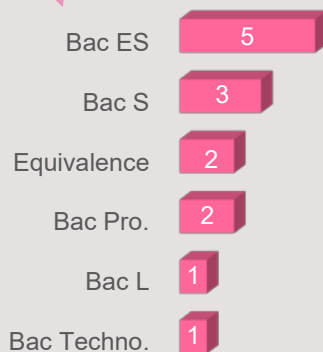 Bac ES 5
Bac S 3
Equivalence 2
Bac Pro. 2
Bac L 1
Bac Techno. 1